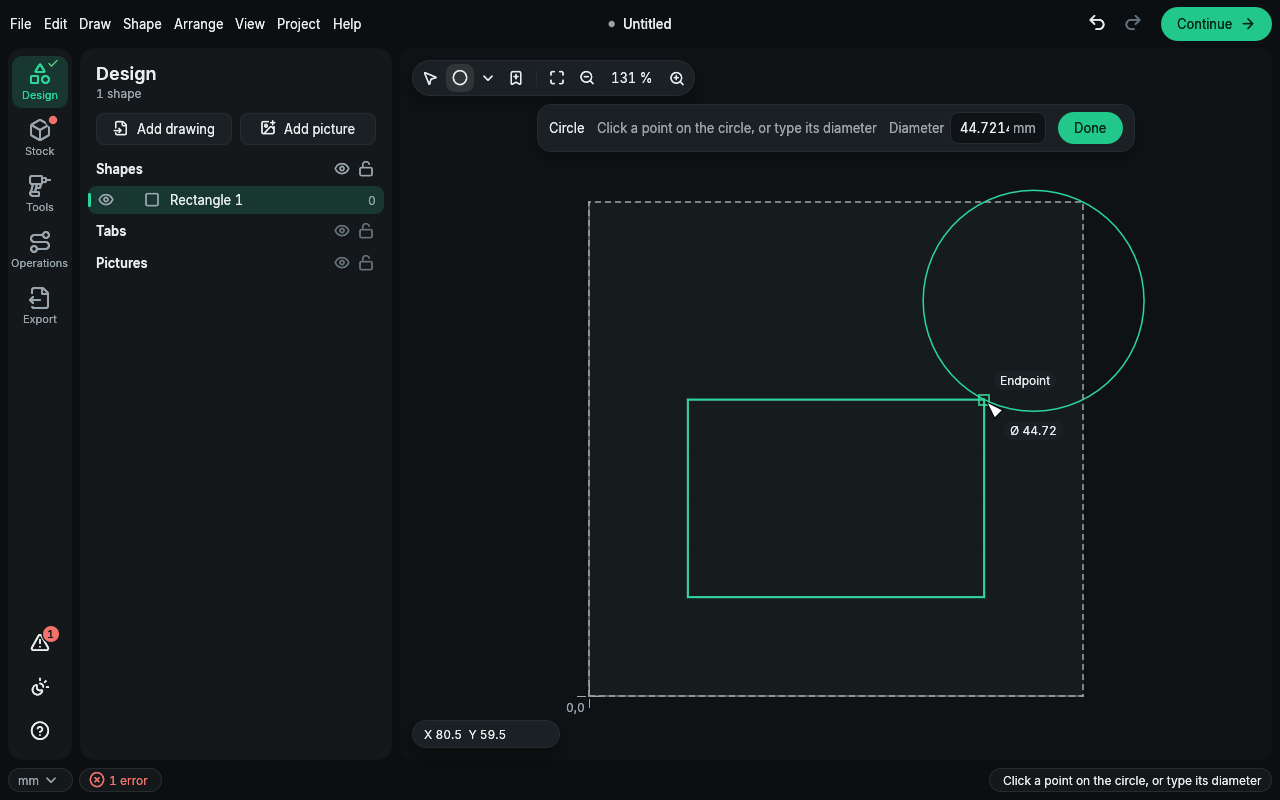 File Edit Draw Shape Arrange View Project Help
Untitled
Continue
Design
Stock
Tools
Operations
Export
1
Design
1 shape
Add drawing
Add picture
Shapes
Rectangle 1
0
Tabs
Pictures
131 %
Circle Click a point on the circle, or type its diameter Diameter 44.721 mm Done
Endpoint
Ø 44.72
0,0
X 80.5 Y 59.5
mm
1 error
Click a point on the circle, or type its diameter